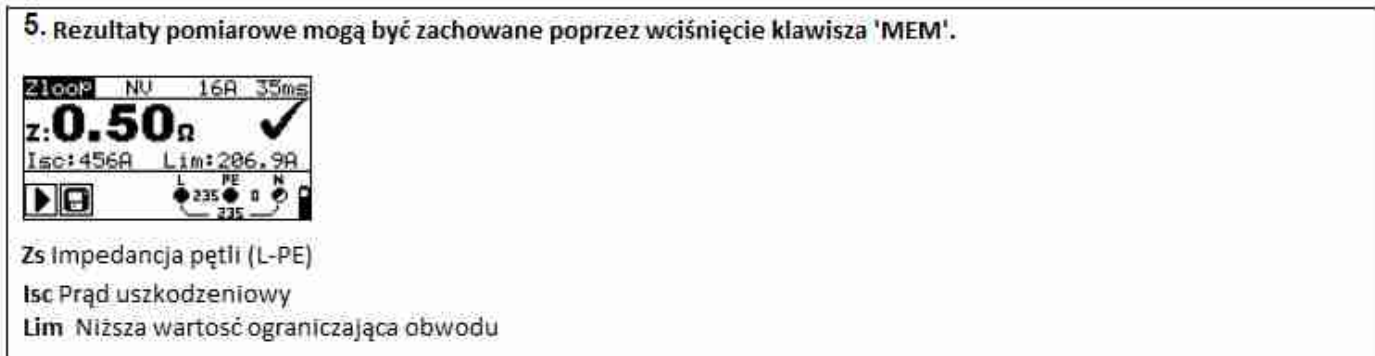 5. Rezultaty pomiarowe mogą być zachowane poprzez wciśnięcie klawisza 'MEM'.
Zloop NV 16A 35ms
Z:0.50Ω
Isc:456A Lim:206.9A
L PE N
235 0
235
Zs Impedancja pętli (L-PE)
Isc Prąd uszkodzeniowy
Lim Niższa wartość ograniczająca obwodu